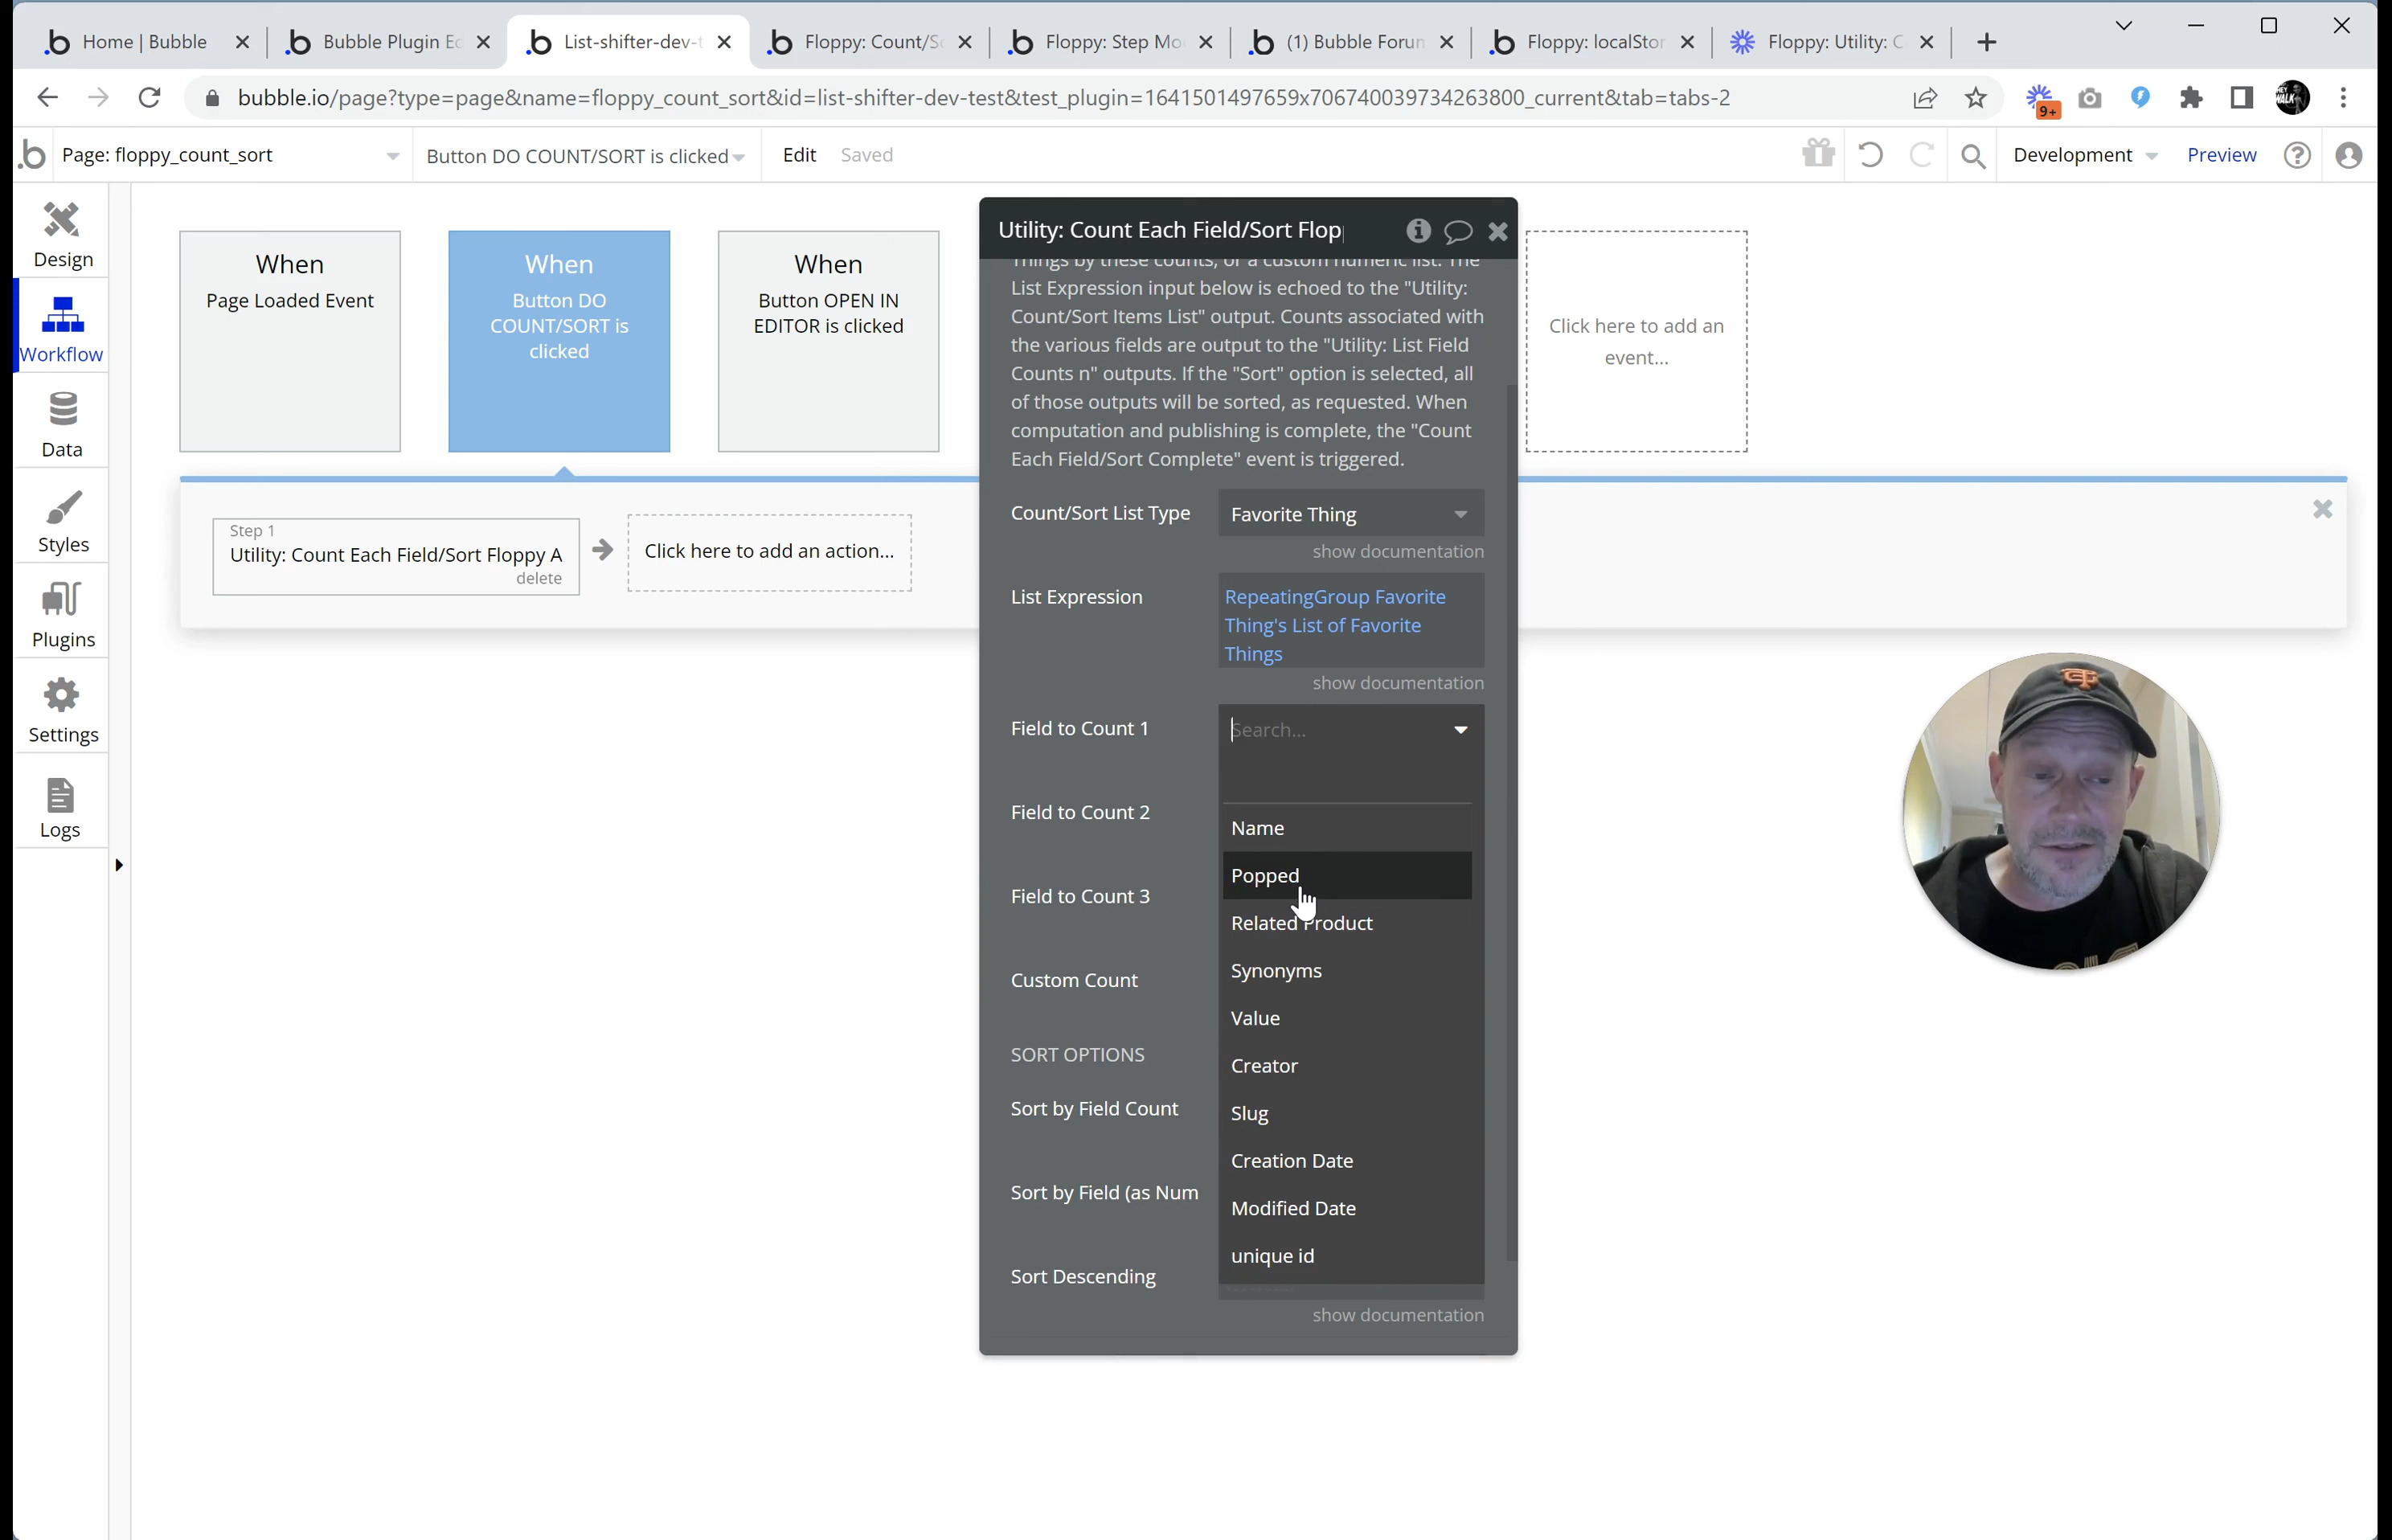 Home | Bubble
Bubble Plugin Ec
List-shifter-dev-t
Floppy: Count/S
Floppy: Step Mo
(1) Bubble Forun
Floppy: localStor
Floppy: Utility: C
bubble.io/page?type=page&name=floppy_count_sort&id=list-shifter-dev-test&test_plugin=1641501497659x706740039734263800_current&tab=tabs-2
9+
Page: floppy_count_sort
Button DO COUNT/SORT is clicked
Edit
Saved
Development
Preview
Design
Workflow
Data
Styles
Plugins
Settings
Logs
When
Page Loaded Event
When
Button DO
COUNT/SORT is
clicked
When
Button OPEN IN
EDITOR is clicked
Click here to add an
event...
Step 1
Utility: Count Each Field/Sort Floppy A
delete
Click here to add an action...
Utility: Count Each Field/Sort Flop
Things by these counts, or a custom numeric list. The
List Expression input below is echoed to the "Utility:
Count/Sort Items List" output. Counts associated with
the various fields are output to the "Utility: List Field
Counts n" outputs. If the "Sort" option is selected, all
of those outputs will be sorted, as requested. When
computation and publishing is complete, the "Count
Each Field/Sort Complete" event is triggered.
Count/Sort List Type
Favorite Thing
show documentation
List Expression
RepeatingGroup Favorite
Thing's List of Favorite
Things
show documentation
Field to Count 1
Search...
Field to Count 2
Field to Count 3
Custom Count
SORT OPTIONS
Sort by Field Count
Sort by Field (as Num
Sort Descending
Name
Popped
Related Product
Synonyms
Value
Creator
Slug
Creation Date
Modified Date
unique id
show documentation